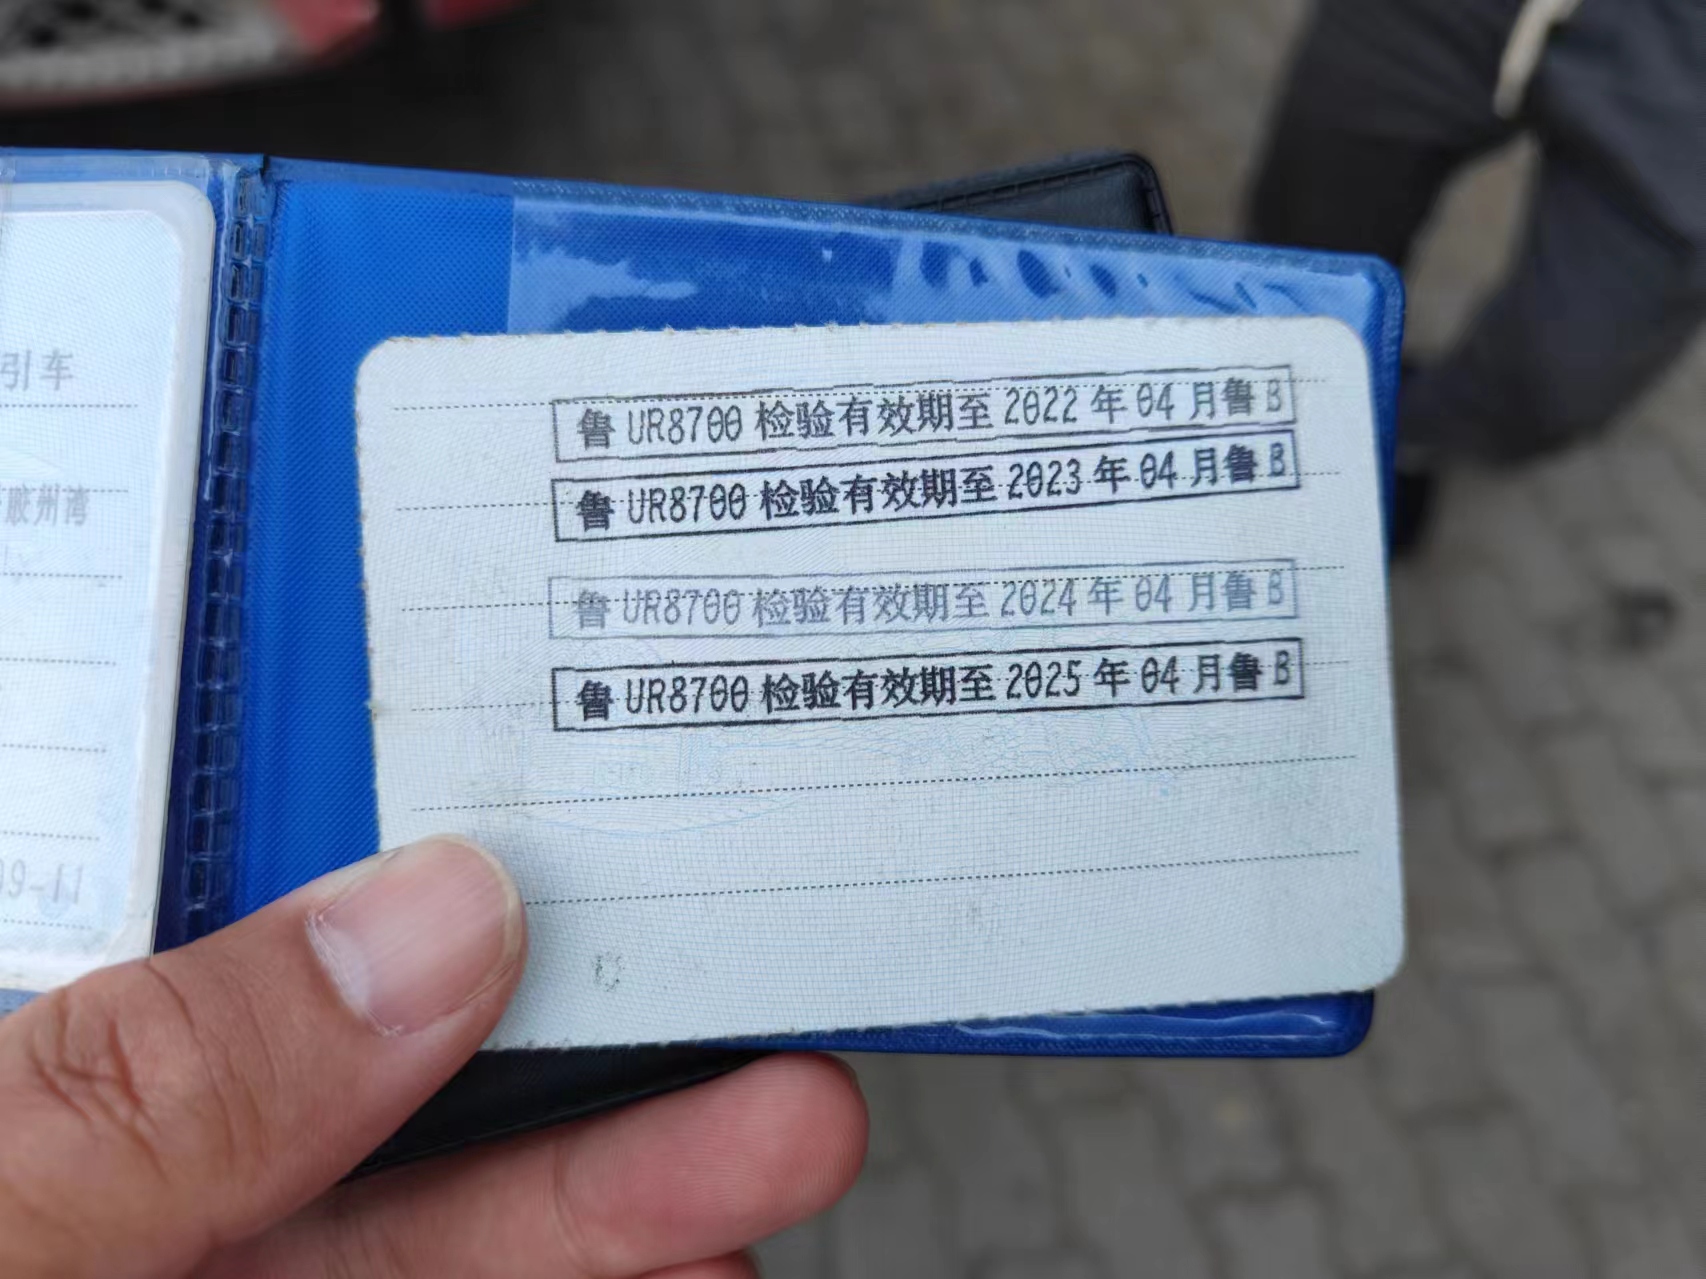 引车
胶州湾
09-11
鲁 UR8700 检验有效期至 2022 年 04 月鲁 B
鲁 UR8700 检验有效期至 2023 年 04 月鲁 B
鲁 UR8700 检验有效期至 2024 年 04 月鲁 B
鲁 UR8700 检验有效期至 2025 年 04 月鲁 B